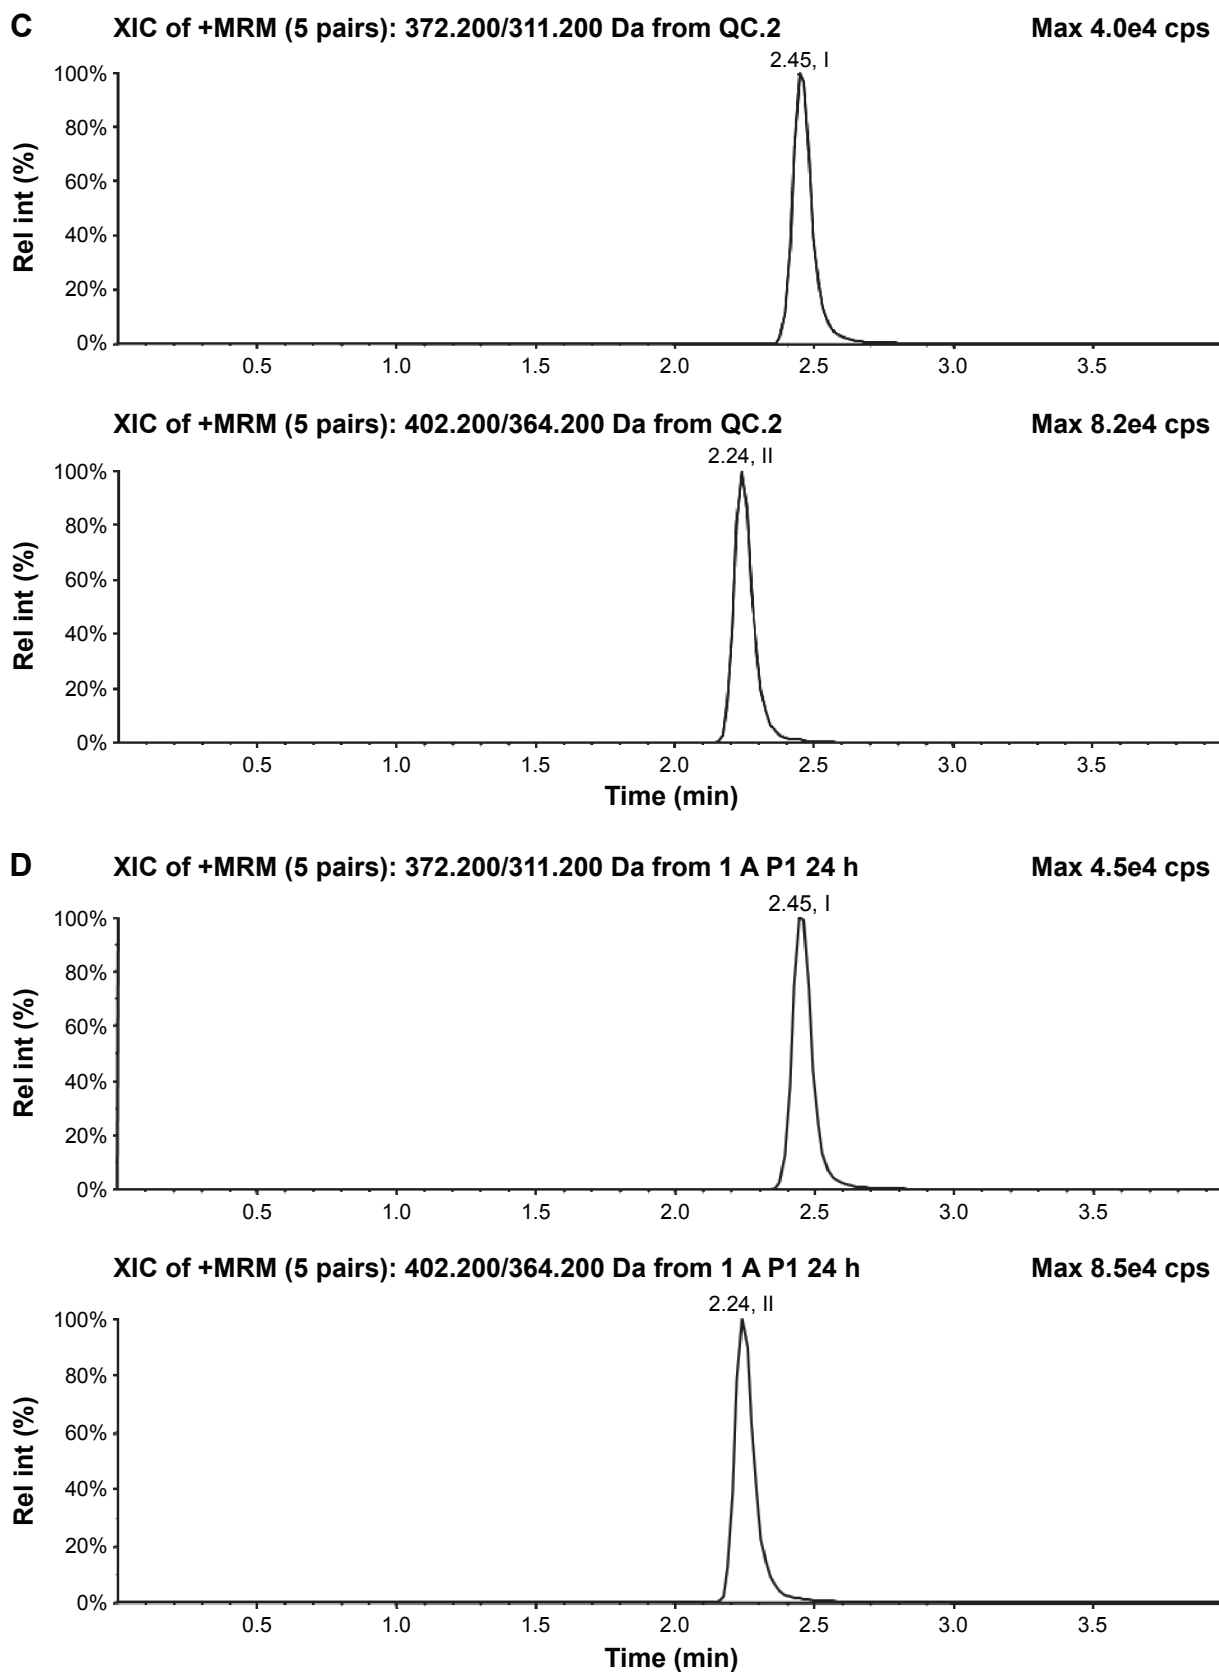 C XIC of +MRM (5 pairs): 372.200/311.200 Da from QC.2 Max 4.0e4 cps
2.45, I
100%
80%
60%
40%
20%
0%
Rel int (%)
0.5 1.0 1.5 2.0 2.5 3.0 3.5
XIC of +MRM (5 pairs): 402.200/364.200 Da from QC.2 Max 8.2e4 cps
2.24, II
100%
80%
60%
40%
20%
0%
Rel int (%)
0.5 1.0 1.5 2.0 2.5 3.0 3.5
Time (min)
D XIC of +MRM (5 pairs): 372.200/311.200 Da from 1 A P1 24 h Max 4.5e4 cps
2.45, I
100%
80%
60%
40%
20%
0%
Rel int (%)
0.5 1.0 1.5 2.0 2.5 3.0 3.5
XIC of +MRM (5 pairs): 402.200/364.200 Da from 1 A P1 24 h Max 8.5e4 cps
2.24, II
100%
80%
60%
40%
20%
0%
Rel int (%)
0.5 1.0 1.5 2.0 2.5 3.0 3.5
Time (min)